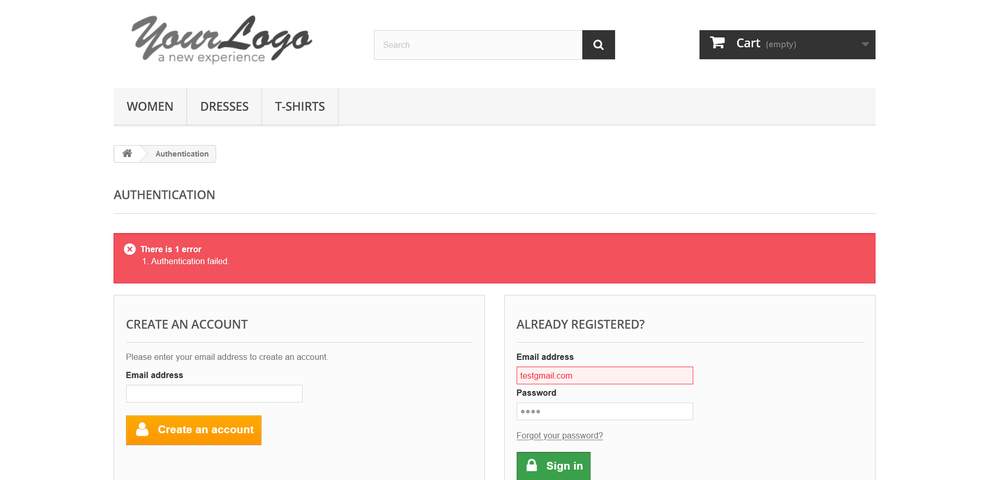 YourLogo
a new experience
Search
Cart (empty)
WOMEN
DRESSES
T-SHIRTS
Authentication
AUTHENTICATION
There is 1 error
1. Authentication failed.
CREATE AN ACCOUNT
Please enter your email address to create an account.
Email address
Create an account
ALREADY REGISTERED?
Email address
testgmail.com
Password
Forgot your password?
Sign in